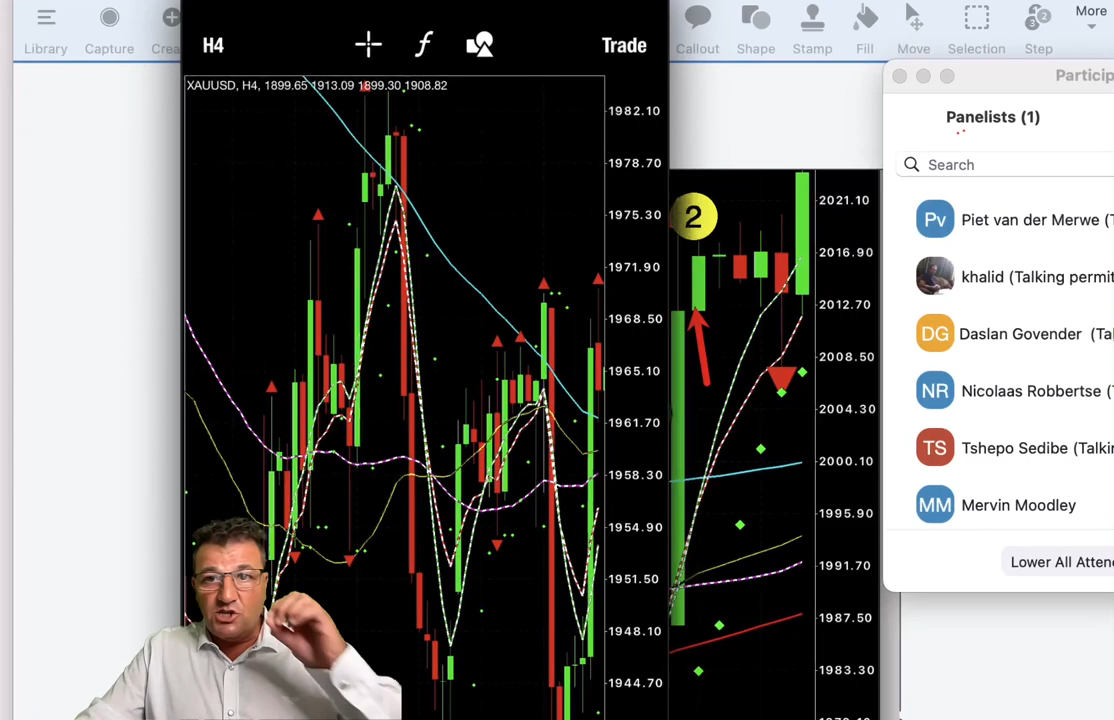 Library
Capture
Crea
H4
f
Trade
Callout
Shape
Stamp
Fill
Move
Selection
Step
More
XAUUSD, H4, 1899.65 1913.09 1899.30 1908.82
1982.10
1978.70
1975.30
1971.90
1968.50
1965.10
1961.70
1958.30
1954.90
1951.50
1948.10
1944.70
2
2021.10
2016.90
2012.70
2008.50
2004.30
2000.10
1995.90
1991.70
1987.50
1983.30
Particip
Panelists (1)
Search
Pv Piet van der Merwe (T
khalid (Talking permit
DG Daslan Govender (Tal
NR Nicolaas Robbertse (T
TS Tshepo Sedibe (Talkin
MM Mervin Moodley
Lower All Atten